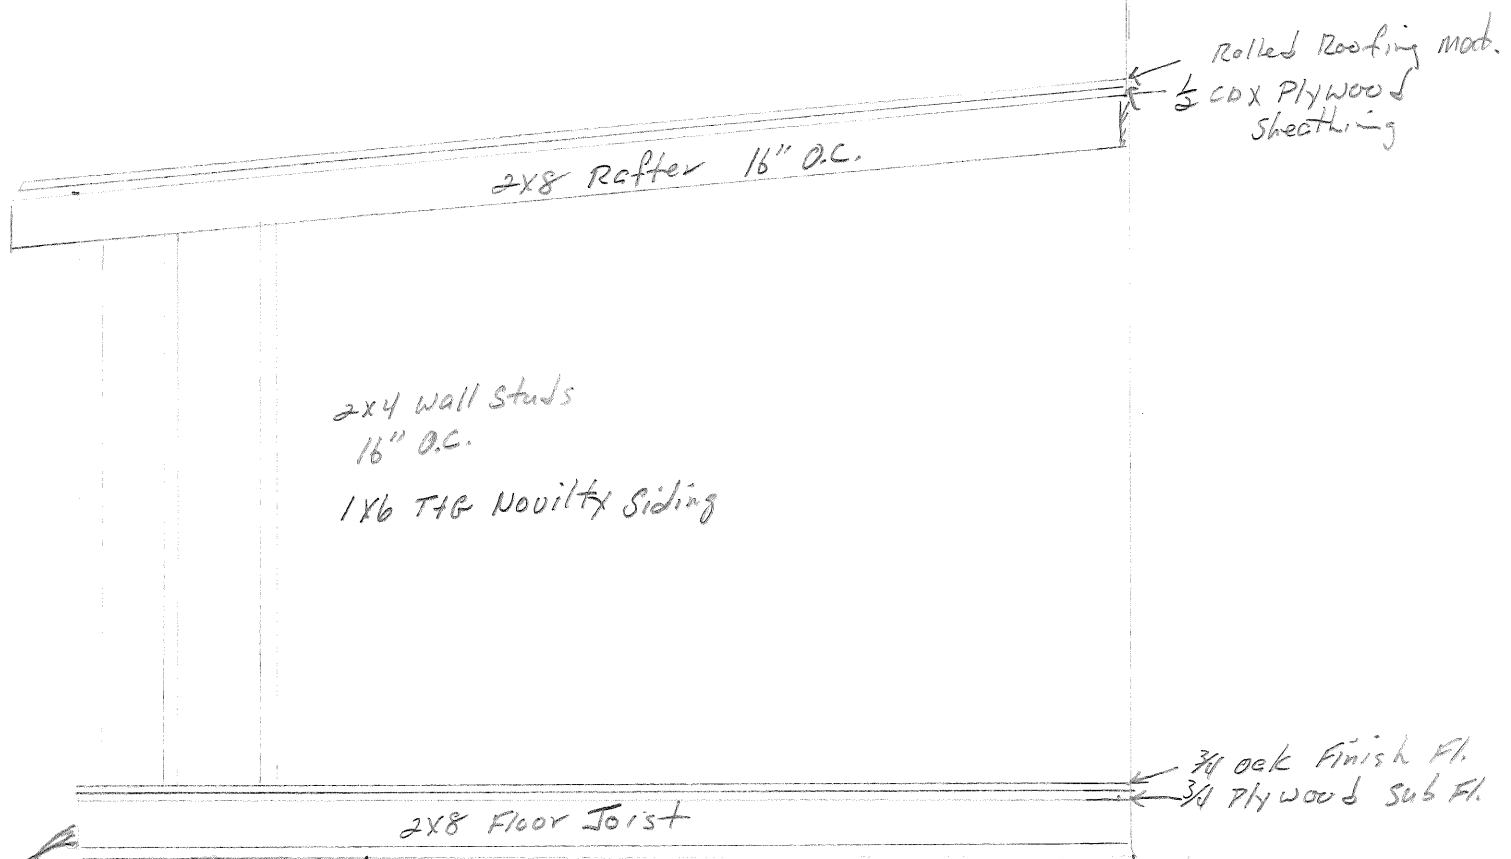 Rolled Roofing Mat.
1/2 CDX Plywood
Sheathing
2x8 Rafter 16" O.C.
2x4 Wall Studs
16" O.C.
1x6 T+G Noviltx Siding
3/4 Oak Finish Fl.
3/4 Plywood Sub Fl.
2x8 Floor Joist